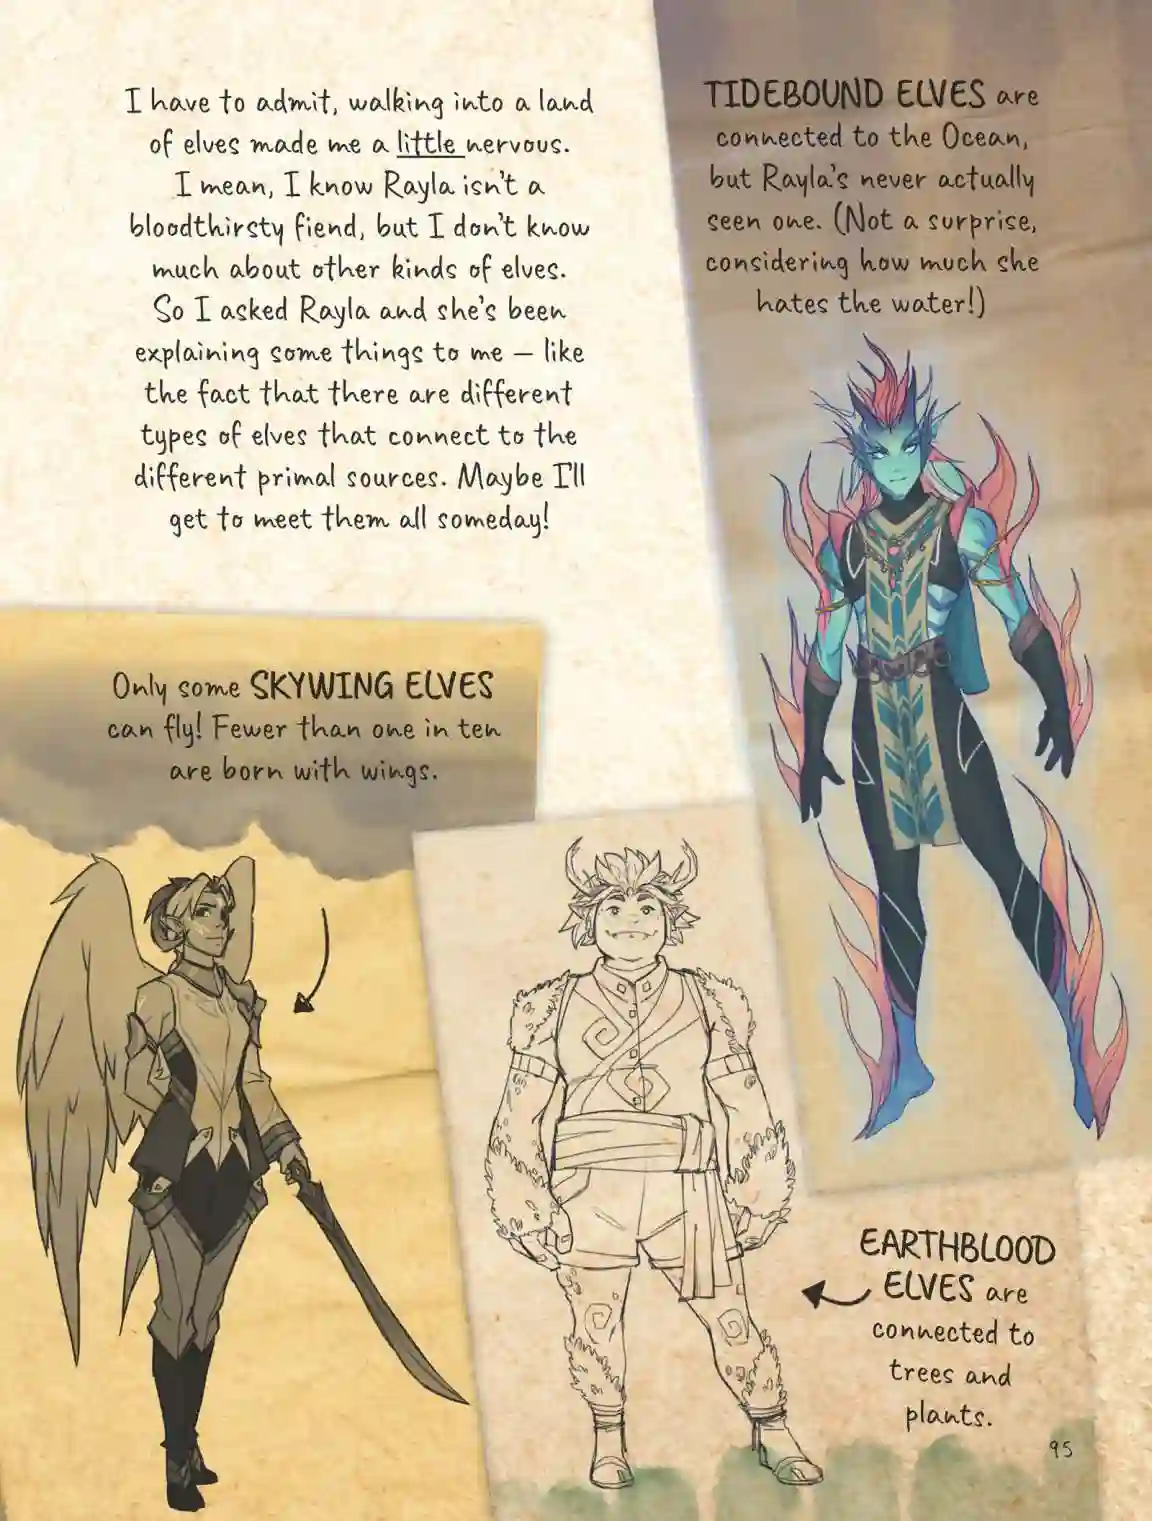 I have to admit, walking into a land
of elves made me a little nervous.
I mean, I know Rayla isn't a
bloodthirsty fiend, but I don't know
much about other kinds of elves.
So I asked Rayla and she's been
explaining some things to me – like
the fact that there are different
types of elves that connect to the
different primal sources. Maybe I'll
get to meet them all someday!
TIDEBOUND ELVES are
connected to the Ocean,
but Rayla's never actually
seen one. (Not a surprise,
considering how much she
hates the water!)
Only some SKYWING ELVES
can fly! Fewer than one in ten
are born with wings.
EARTHBLOOD
ELVES are
connected to
trees and
plants.
95